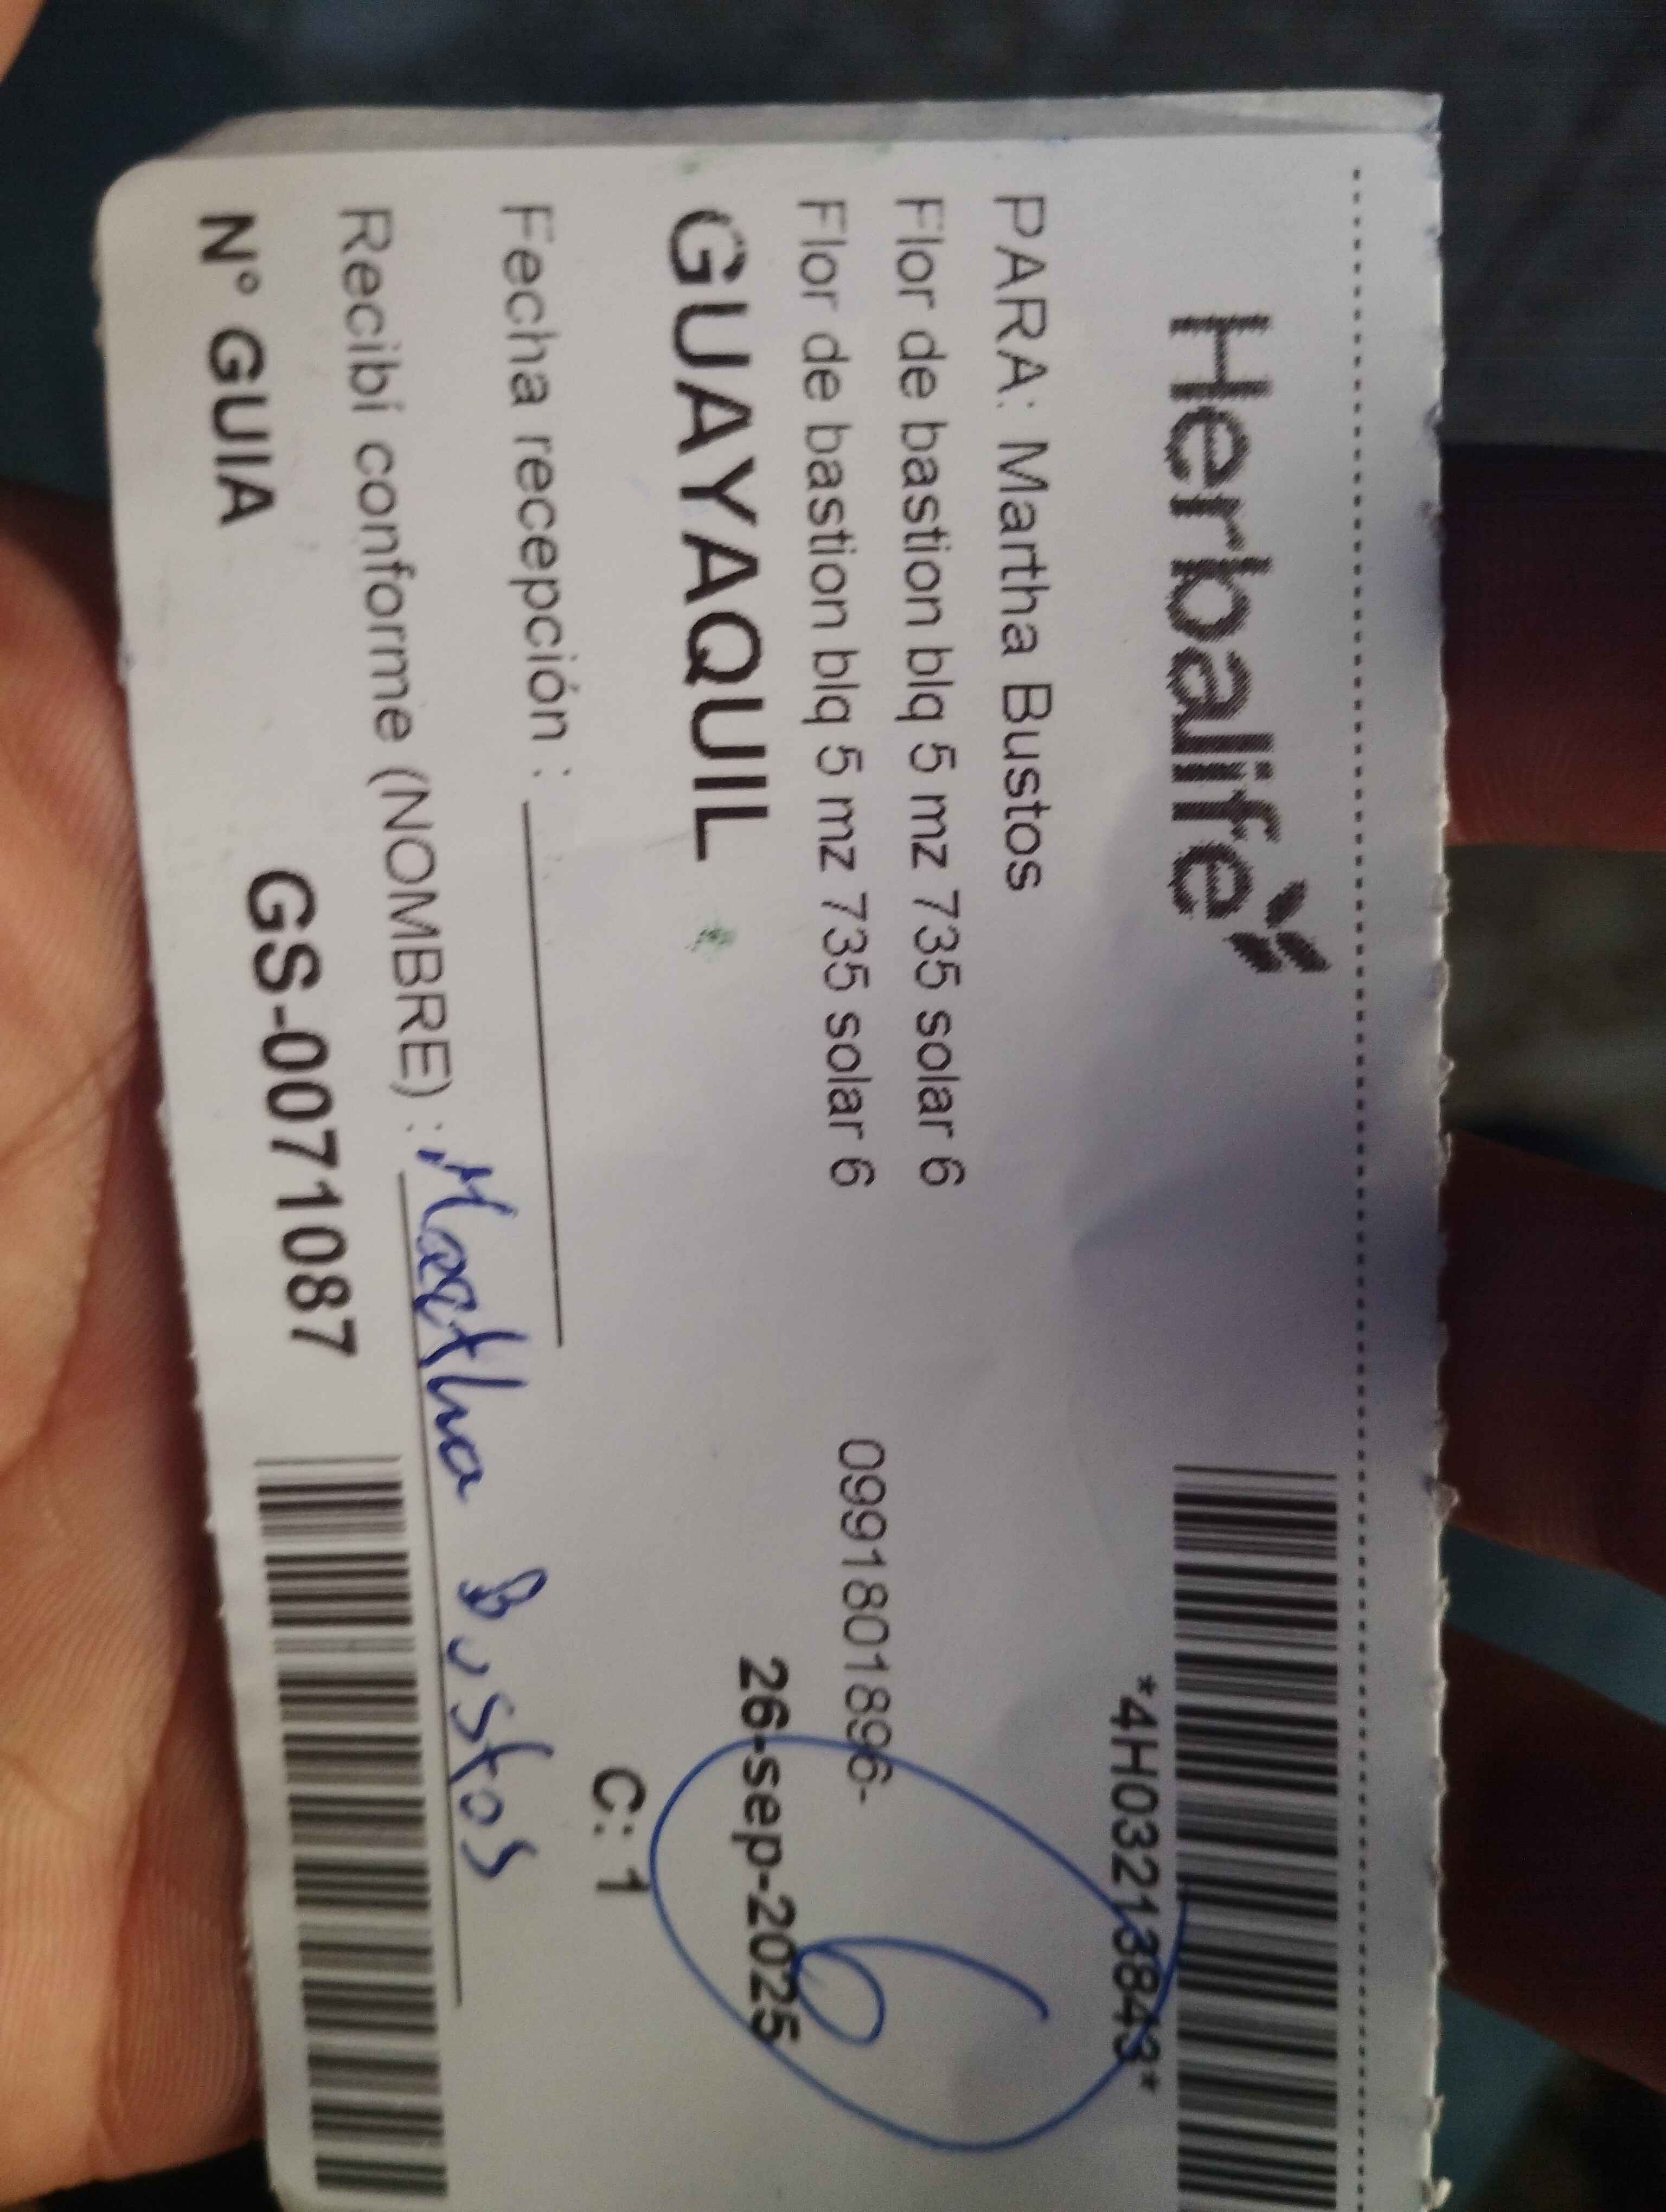 Herbalife
*4H03213843*
PARA: Martha Bustos
Flor de bastion blq 5 mz 735 solar 6
Flor de bastion blq 5 mz 735 solar 6
0991801896-
GUAYAQUIL
26-sep-2025
6
C: 1
Fecha recepción :
Recibí conforme (NOMBRE) : Martha Bustos
N° GUIA GS-0071087